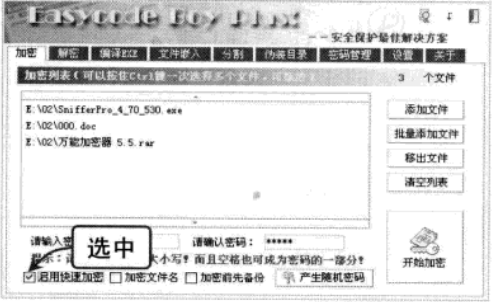 Easycode Boy Plus!
--安全保护最佳解决方案
加密 解密 编译EXE 文件嵌入 分割 伪装目录 密码管理 设置 关于
加密列表(可以按住Ctrl键一次选择多个文件
3 个文件
E:\02\SnifferPro_4_70_530.exe
E:\02\000.doc
E:\02\万能加密器 5.5.rar
添加文件
批量添加文件
移出文件
清空列表
请输入密
请确认密码: *****
选中
大小写? 而且空格也可成为密码的一部分!
启用快速加密 加密文件名 加密前先备份 产生随机密码
开始加密